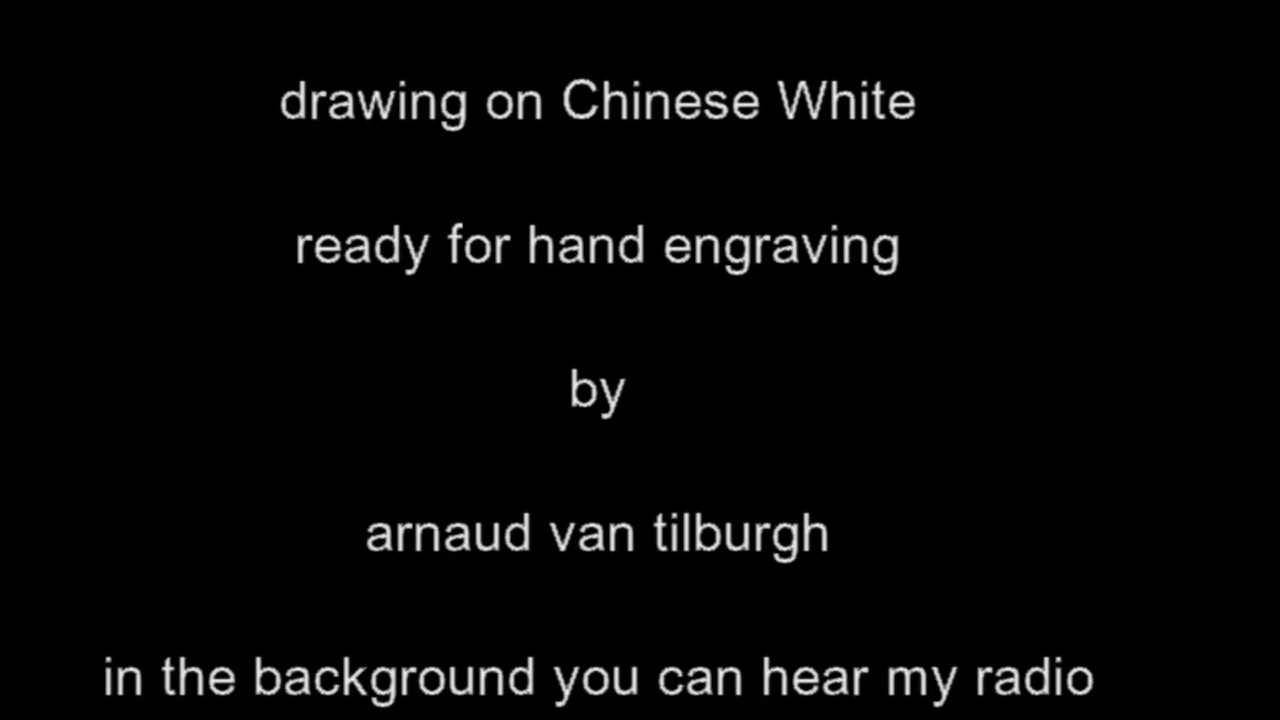 drawing on Chinese White
ready for hand engraving
by
arnaud van tilburgh
in the background you can hear my radio